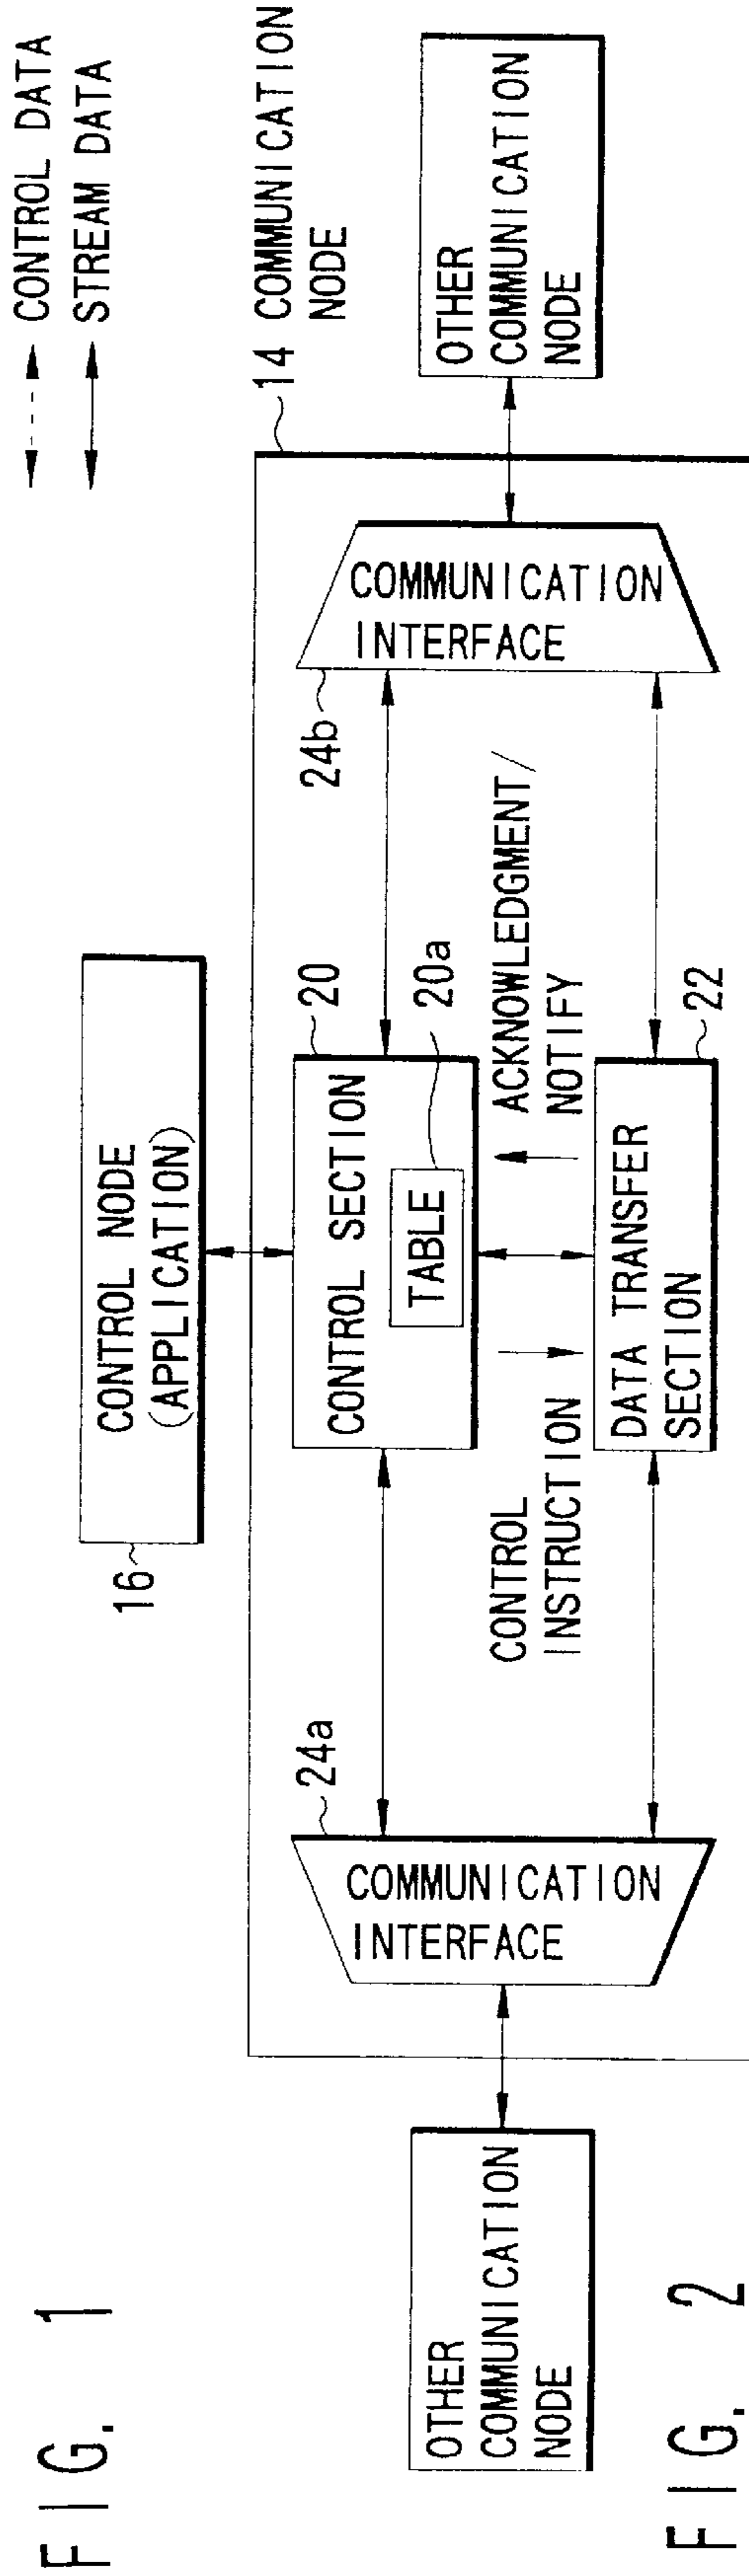 FIG. 1
CONTROL DATA
STREAM DATA
16
CONTROL NODE
(APPLICATION)
14 COMMUNICATION
NODE
OTHER
COMMUNICATION
NODE
24a
COMMUNICATION
INTERFACE
20
CONTROL SECTION
TABLE
20a
24b
COMMUNICATION
INTERFACE
OTHER
COMMUNICATION
NODE
CONTROL
INSTRUCTION
ACKNOWLEDGMENT/
NOTIFY
22
DATA TRANSFER
SECTION
FIG. 2